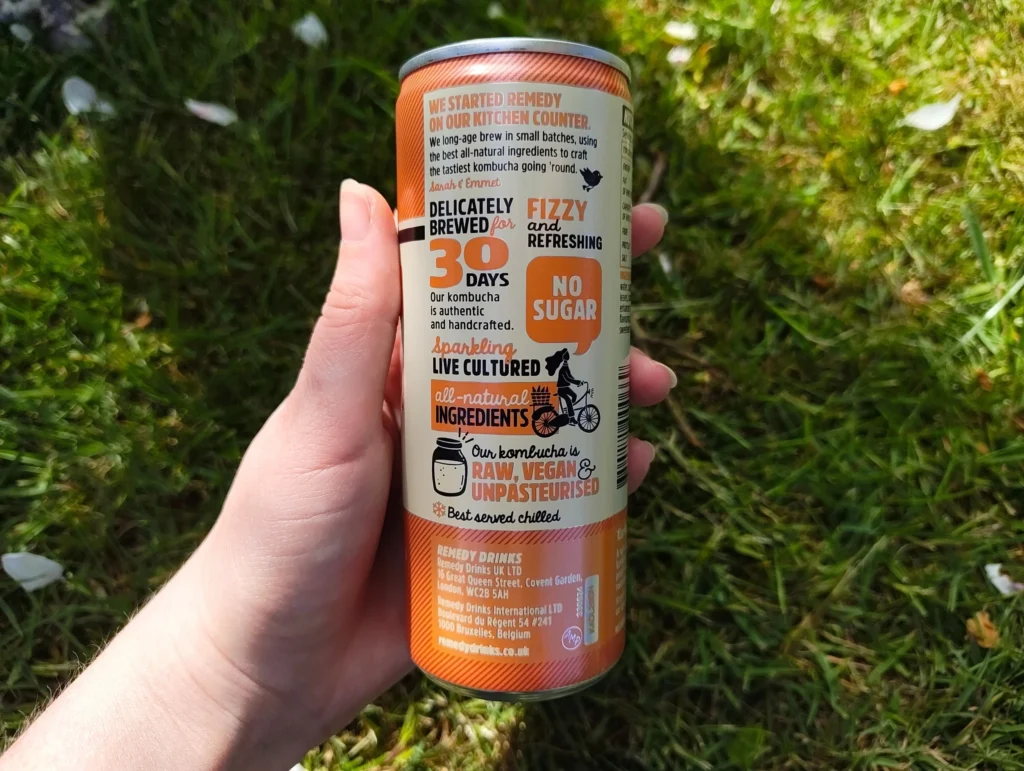 WE STARTED REMEDY
ON OUR KITCHEN COUNTER.
We long-age brew in small batches, using
the best all-natural ingredients to craft
the tastiest kombucha going 'round.
Sarah & Emmet
DELICATELY
BREWED for
30
DAYS
Our kombucha
is authentic
and handcrafted.
FIZZY
and
REFRESHING
NO
SUGAR
Sparkling
LIVE CULTURED
all-natural
INGREDIENTS
Our kombucha is
RAW, VEGAN &
UNPASTEURISED
Best served chilled
REMEDY DRINKS
Remedy Drinks UK LTD
16 Great Queen Street, Covent Garden,
London, WC2B 5AH
Remedy Drinks International LTD
Boulevard du Régent 54 #241
1000 Bruxelles, Belgium
remedydrinks.co.uk